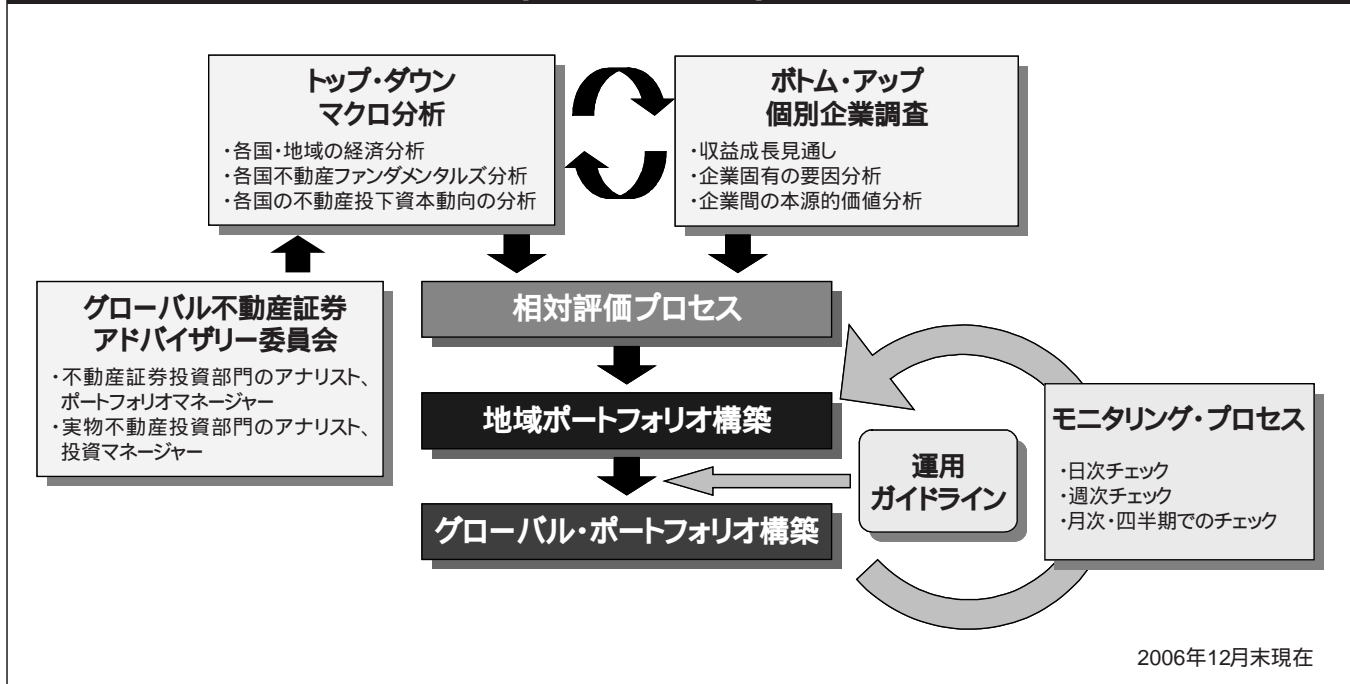 トップ・ダウン
マクロ分析
・各国・地域の経済分析
・各国不動産ファンダメンタルズ分析
・各国の不動産投下資本動向の分析
ボトム・アップ
個別企業調査
・収益成長見通し
・企業固有の要因分析
・企業間の本源的価値分析
グローバル不動産証券
アドバイザリー委員会
・不動産証券投資部門のアナリスト、
ポートフォリオマネージャー
・実物不動産投資部門のアナリスト、
投資マネージャー
相対評価プロセス
地域ポートフォリオ構築
グローバル・ポートフォリオ構築
運用
ガイドライン
モニタリング・プロセス
・日次チェック
・週次チェック
・月次・四半期でのチェック
2006年12月末現在